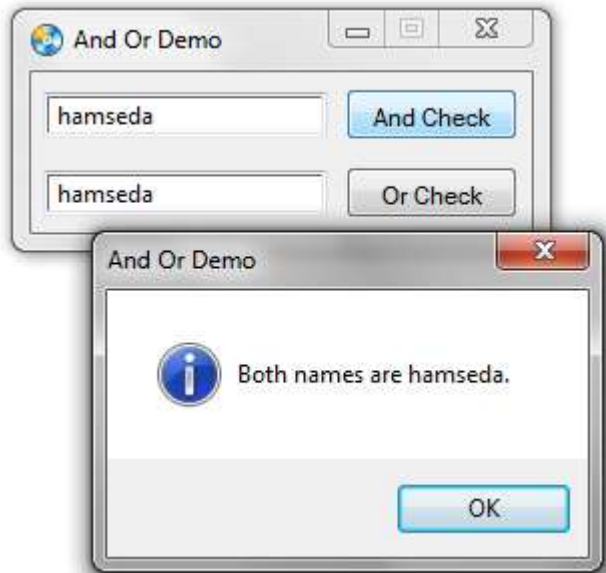 And Or Demo
hamseda
And Check
hamseda
Or Check
And Or Demo
Both names are hamseda.
OK